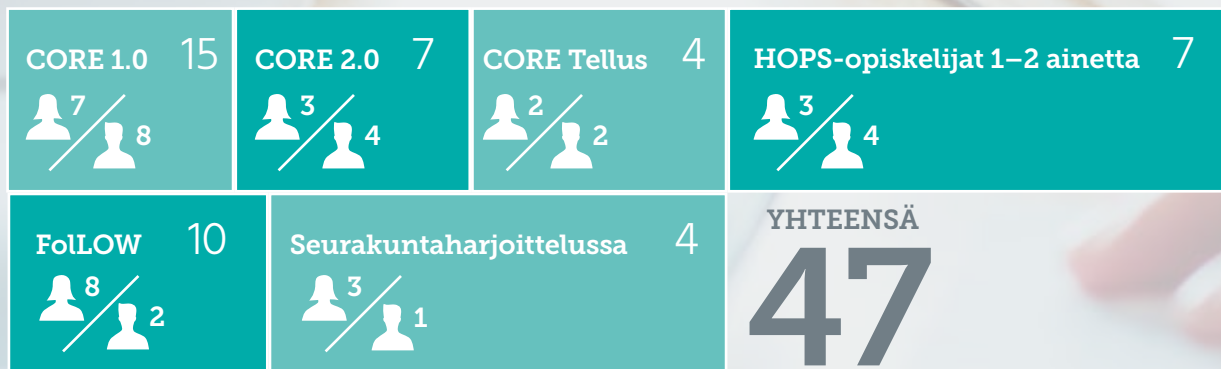 CORE 1.0 15
7
8
CORE 2.0 7
3
4
CORE Tellus 4
2
2
HOPS-opiskelijat 1–2 ainetta 7
3
4
FolLOW 10
8
2
Seurakuntaharjoittelussa 4
3
1
YHTEENSÄ
47